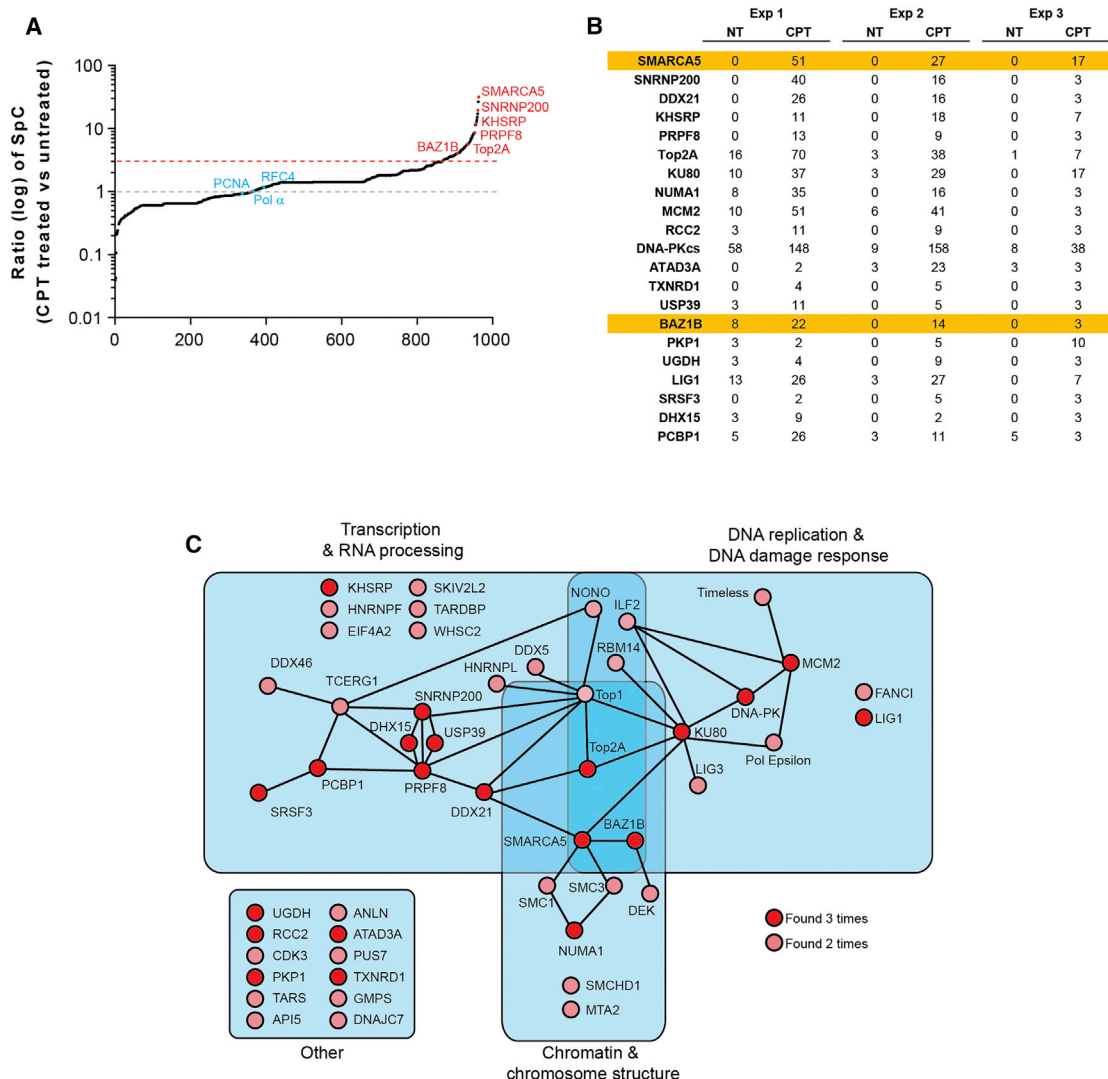 A
Ratio (log) of SpC
(CPT treated vs untreated)
100
10
1
0.1
0.01
0
200
400
600
800
1000
SMARCA5
SNRNP200
KHSRP
PRPF8
BAZ1B
Top2A
PCNA
RFC4
Pol α
B
Exp 1 Exp 2 Exp 3
NT CPT NT CPT NT CPT
SMARCA5 0 51 0 27 0 17
SNRNP200 0 40 0 16 0 3
DDX21 0 26 0 16 0 3
KHSRP 0 11 0 18 0 7
PRPF8 0 13 0 9 0 3
Top2A 16 70 3 38 1 7
KU80 10 37 3 29 0 17
NUMA1 8 35 0 16 0 3
MCM2 10 51 6 41 0 3
RCC2 3 11 0 9 0 3
DNA-PKcs 58 148 9 158 8 38
ATAD3A 0 2 3 23 3 3
TXNRD1 0 4 0 5 0 3
USP39 3 11 0 5 0 3
BAZ1B 8 22 0 14 0 3
PKP1 3 2 0 5 0 10
UGDH 3 4 0 9 0 3
LIG1 13 26 3 27 0 7
SRSF3 0 2 0 5 0 3
DHX15 3 9 0 2 0 3
PCBP1 5 26 3 11 5 3
C
Transcription
& RNA processing
DNA replication &
DNA damage response
KHSRP
SKIV2L2
HNRNPF
TARDBP
EIF4A2
WHSC2
NONO
ILF2
Timeless
DDX5
RBM14
MCM2
DDX46
TCERG1
HNRNPL
Top1
FANCI
SNRNP200
DNA-PK
LIG1
DHX15
USP39
KU80
Top2A
Pol Epsilon
PCBP1
PRPF8
LIG3
SRSF3
DDX21
SMARCA5
BAZ1B
SMC1
SMC3
DEK
NUMA1
SMCHD1
MTA2
UGDH
ANLN
RCC2
ATAD3A
CDK3
PUS7
PKP1
TXNRD1
TARS
GMPS
API5
DNAJC7
Found 3 times
Found 2 times
Other
Chromatin &
chromosome structure